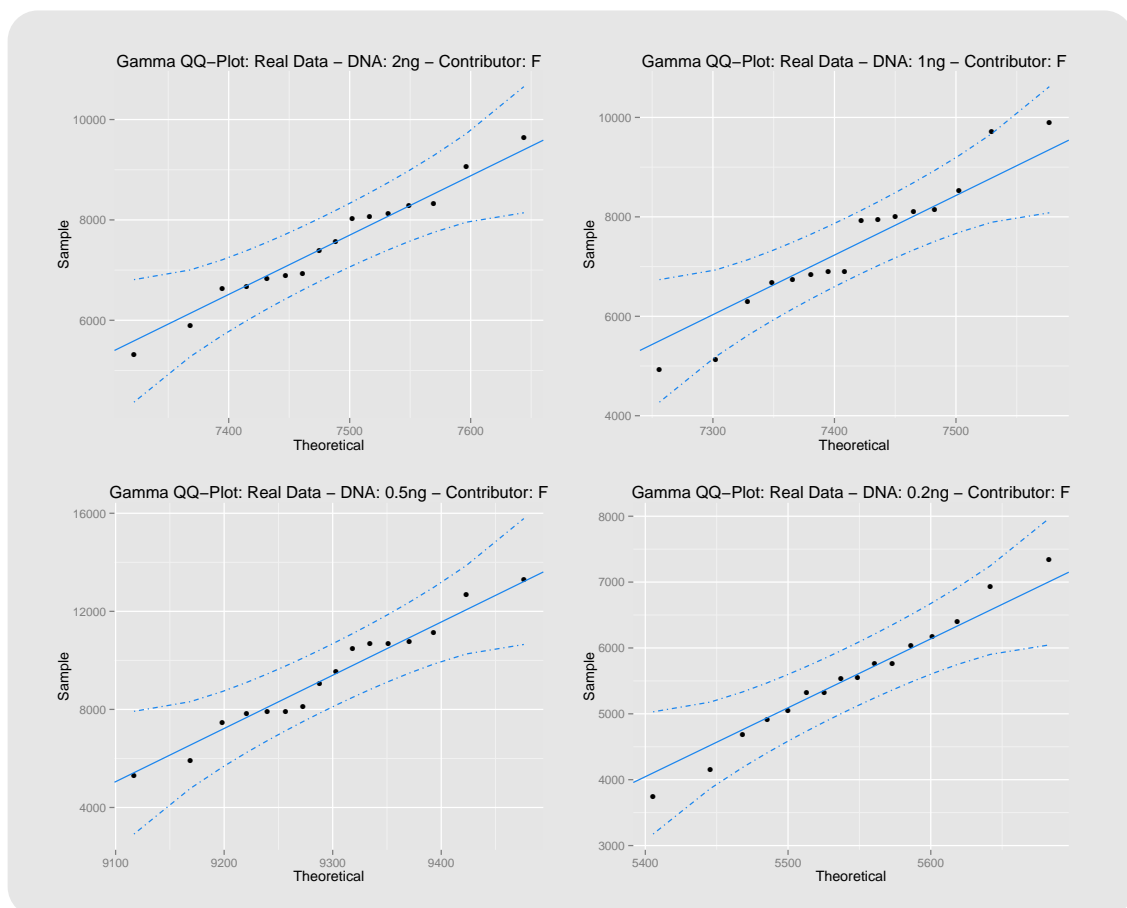 Gamma QQ−Plot: Real Data − DNA: 2ng − Contributor: F
10000
8000
6000
Sample
7400 7500 7600
Theoretical
Gamma QQ−Plot: Real Data − DNA: 1ng − Contributor: F
10000
8000
6000
4000
Sample
7300 7400 7500
Theoretical
Gamma QQ−Plot: Real Data − DNA: 0.5ng − Contributor: F
16000
12000
8000
4000
Sample
9100 9200 9300 9400
Theoretical
Gamma QQ−Plot: Real Data − DNA: 0.2ng − Contributor: F
8000
7000
6000
5000
4000
3000
Sample
5400 5500 5600
Theoretical